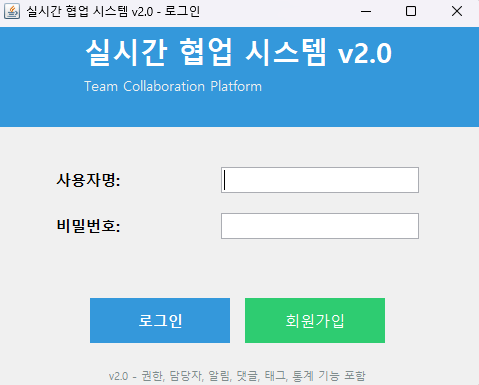 실시간 협업 시스템 v2.0 - 로그인
실시간 협업 시스템 v2.0
Team Collaboration Platform
사용자명:
비밀번호:
로그인 회원가입
v2.0 - 권한, 담당자, 알림, 댓글, 태그, 통계 기능 포함